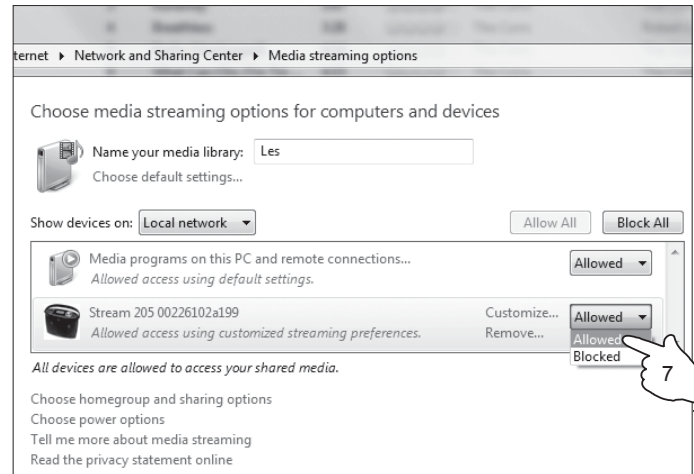 ternet ▸ Network and Sharing Center ▸ Media streaming options
Choose media streaming options for computers and devices
Name your media library: Les
Choose default settings...
Show devices on: Local network Allow All Block All
Media programs on this PC and remote connections... Allowed
Allowed access using default settings.
Stream 205 00226102a199 Customize... Allowed
Allowed access using customized streaming preferences. Remove... Allowed
Blocked
7
All devices are allowed to access your shared media.
Choose homegroup and sharing options
Choose power options
Tell me more about media streaming
Read the privacy statement online